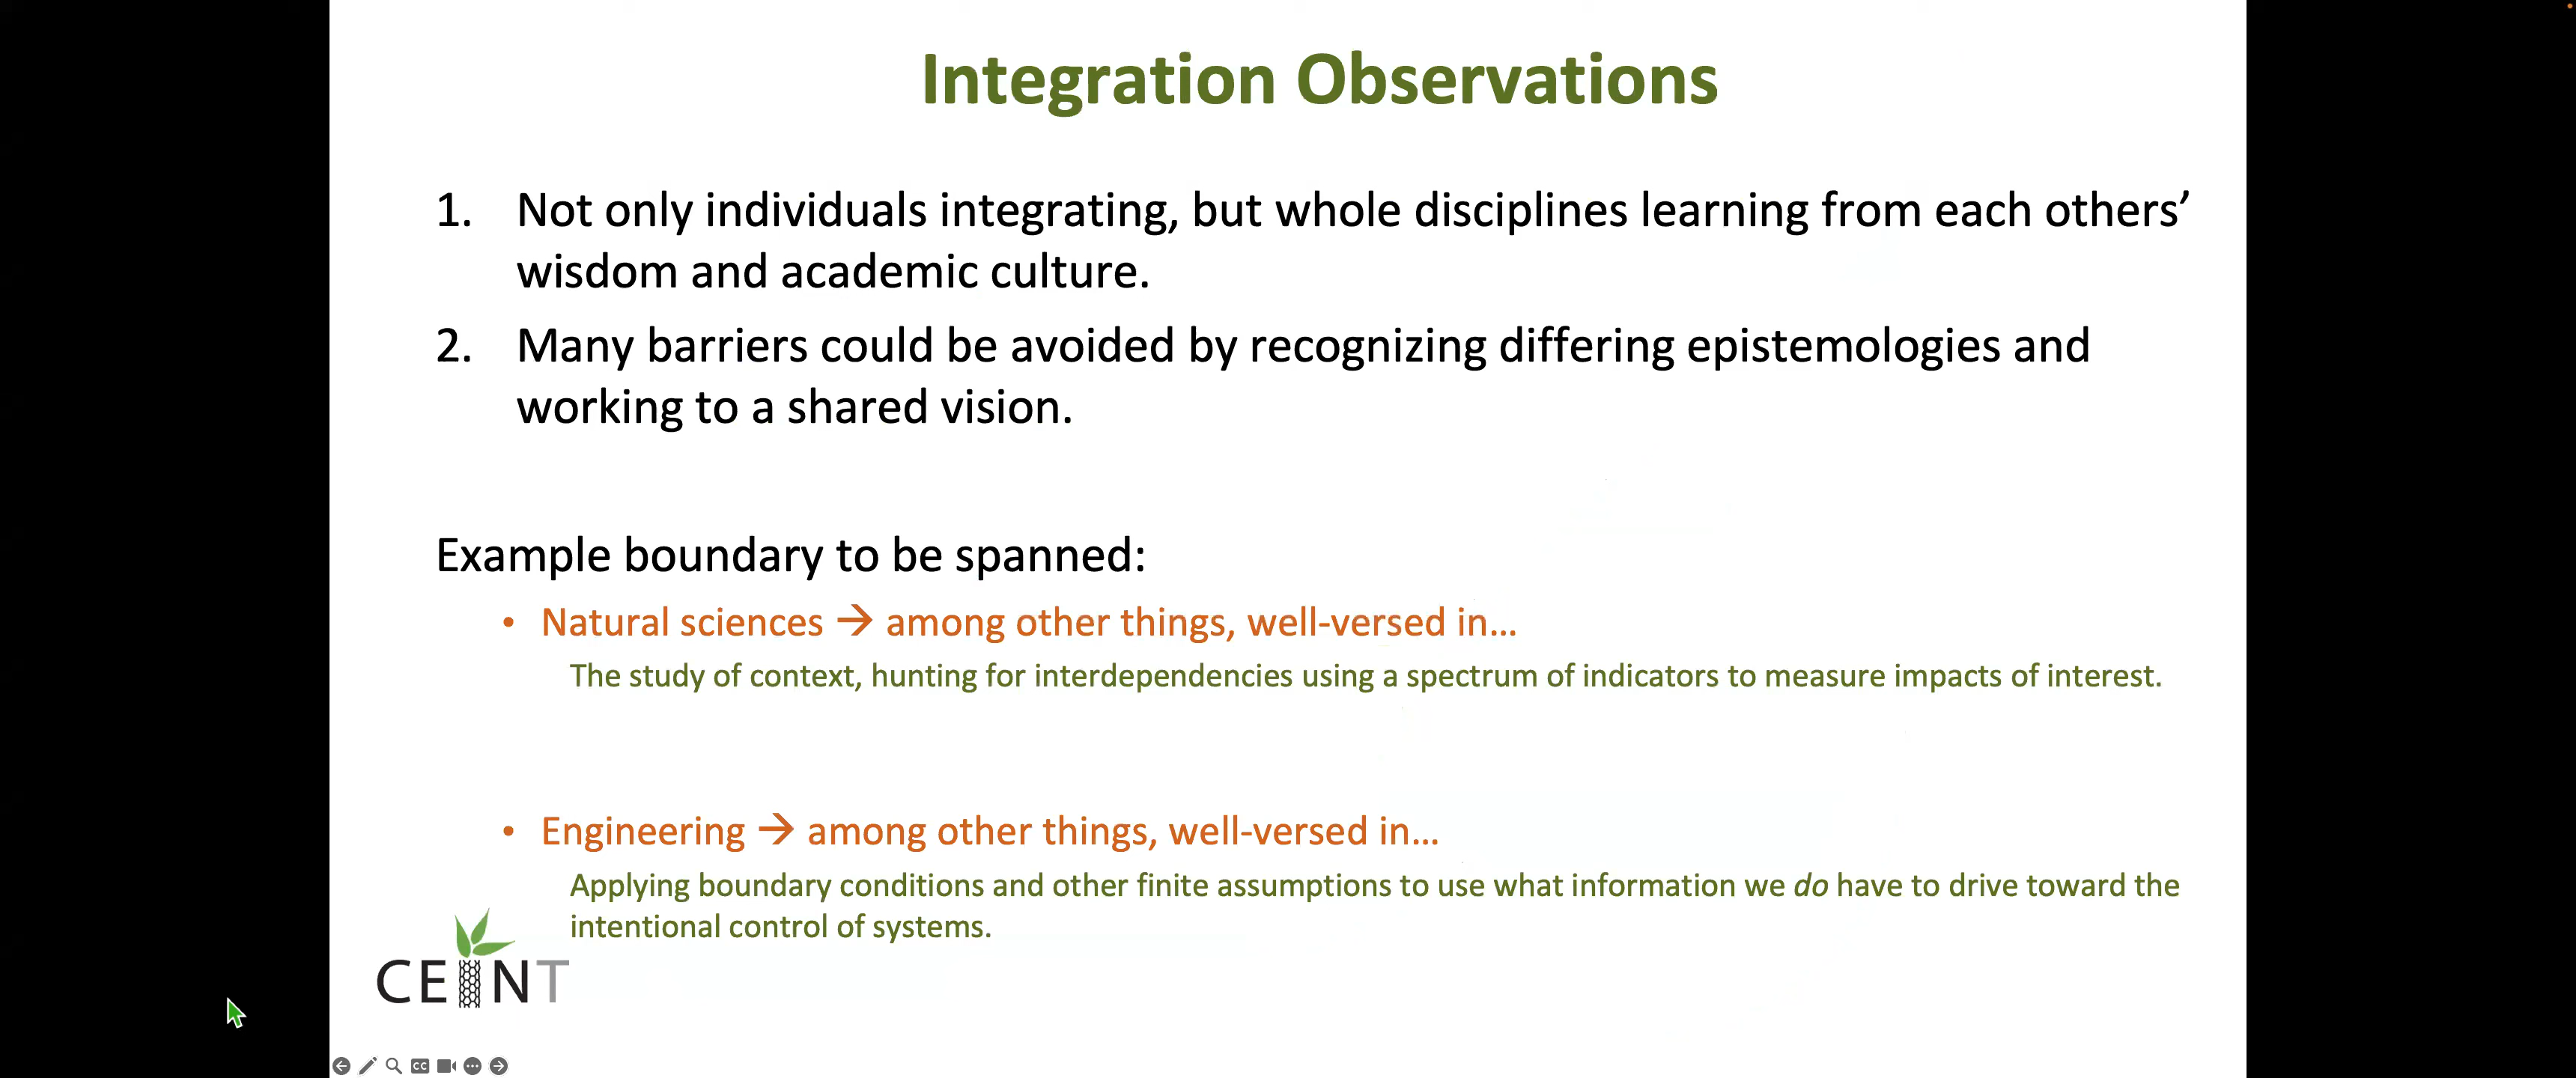 Integration Observations
1. Not only individuals integrating, but whole disciplines learning from each others’
wisdom and academic culture.
2. Many barriers could be avoided by recognizing differing epistemologies and
working to a shared vision.
Example boundary to be spanned:
• Natural sciences → among other things, well-versed in...
The study of context, hunting for interdependencies using a spectrum of indicators to measure impacts of interest.
• Engineering → among other things, well-versed in...
Applying boundary conditions and other finite assumptions to use what information we do have to drive toward the
intentional control of systems.
CEINT
CC